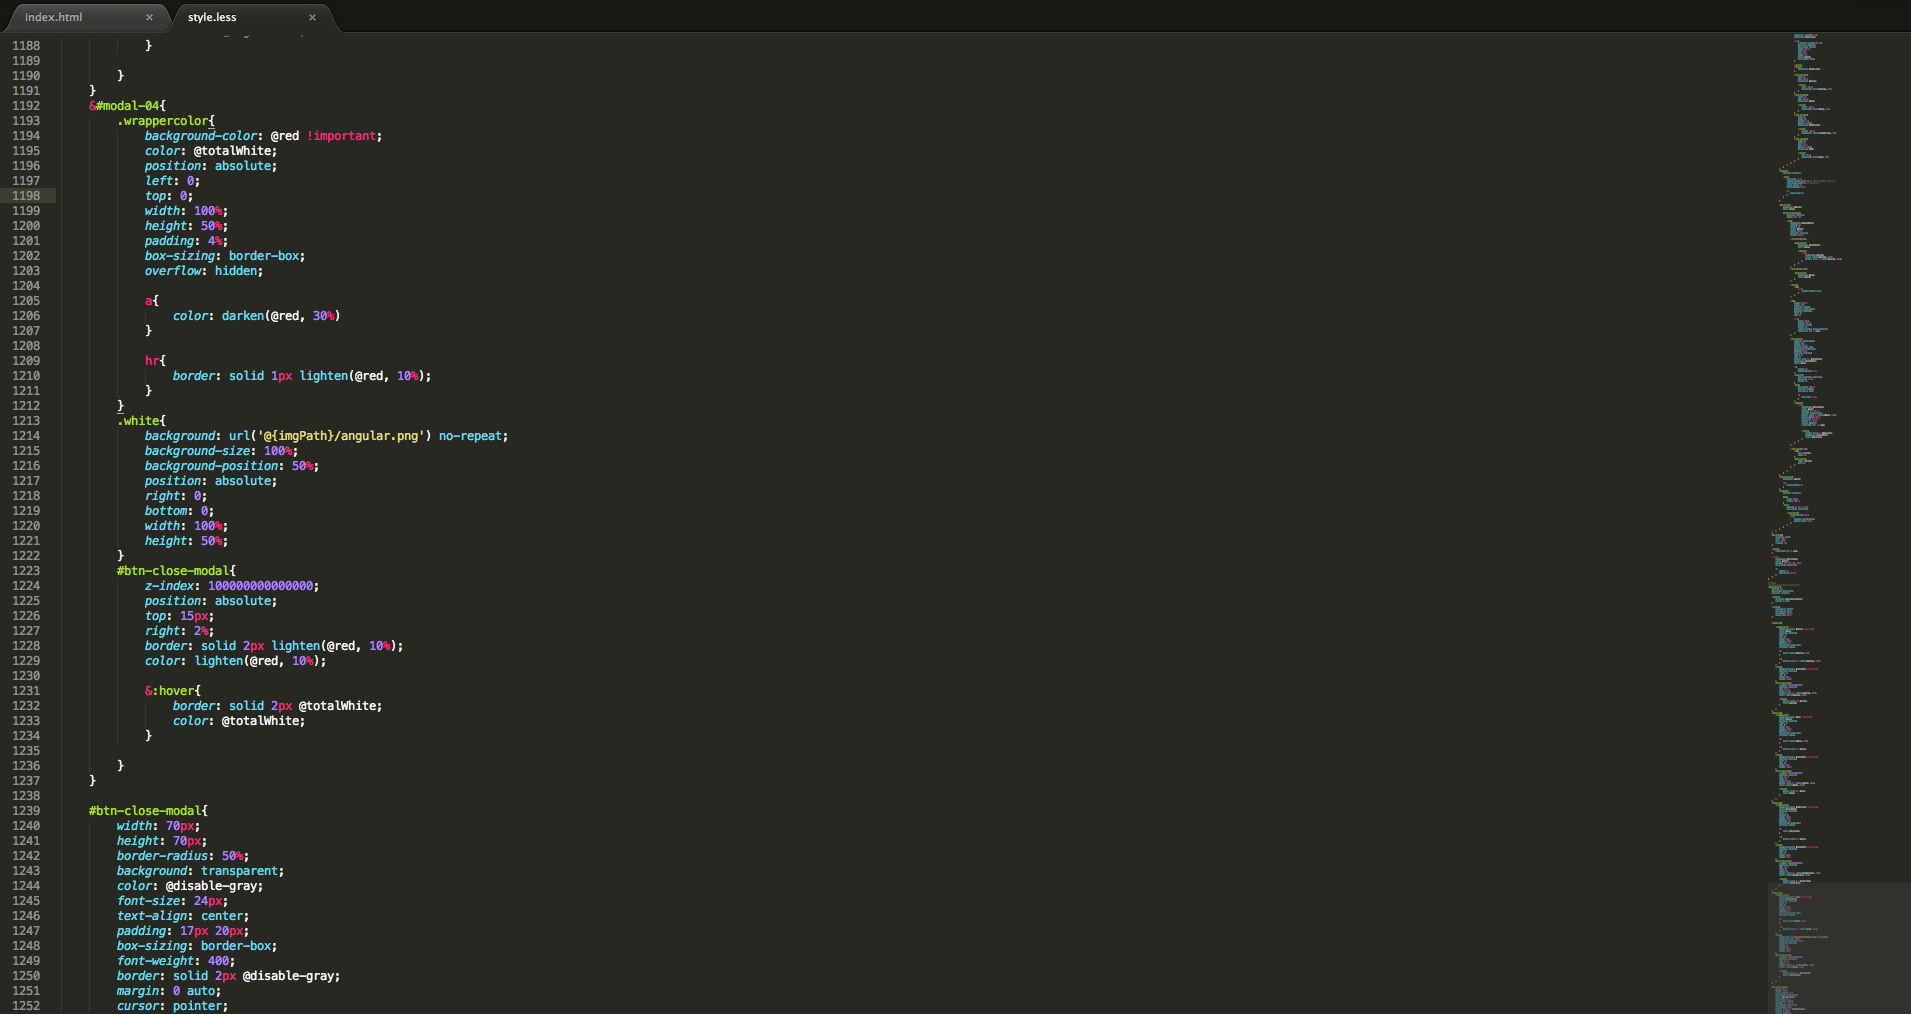 index.html ×
style.less ×
1188 }
1189
1190 }
1191 }
1192 &#modal-04{
1193 .wrappercolor{
1194 background-color: @red !important;
1195 color: @totalWhite;
1196 position: absolute;
1197 left: 0;
1198 top: 0;
1199 width: 100%;
1200 height: 50%;
1201 padding: 4%;
1202 box-sizing: border-box;
1203 overflow: hidden;
1204
1205 a{
1206 color: darken(@red, 30%)
1207 }
1208
1209 hr{
1210 border: solid 1px lighten(@red, 10%);
1211 }
1212 }
1213 .white{
1214 background: url('@{imgPath}/angular.png') no-repeat;
1215 background-size: 100%;
1216 background-position: 50%;
1217 position: absolute;
1218 right: 0;
1219 bottom: 0;
1220 width: 100%;
1221 height: 50%;
1222 }
1223 #btn-close-modal{
1224 z-index: 100000000000000;
1225 position: absolute;
1226 top: 15px;
1227 right: 2%;
1228 border: solid 2px lighten(@red, 10%);
1229 color: lighten(@red, 10%);
1230
1231 &:hover{
1232 border: solid 2px @totalWhite;
1233 color: @totalWhite;
1234 }
1235
1236 }
1237 }
1238
1239 #btn-close-modal{
1240 width: 70px;
1241 height: 70px;
1242 border-radius: 50%;
1243 background: transparent;
1244 color: @disable-gray;
1245 font-size: 24px;
1246 text-align: center;
1247 padding: 17px 20px;
1248 box-sizing: border-box;
1249 font-weight: 400;
1250 border: solid 2px @disable-gray;
1251 margin: 0 auto;
1252 cursor: pointer;